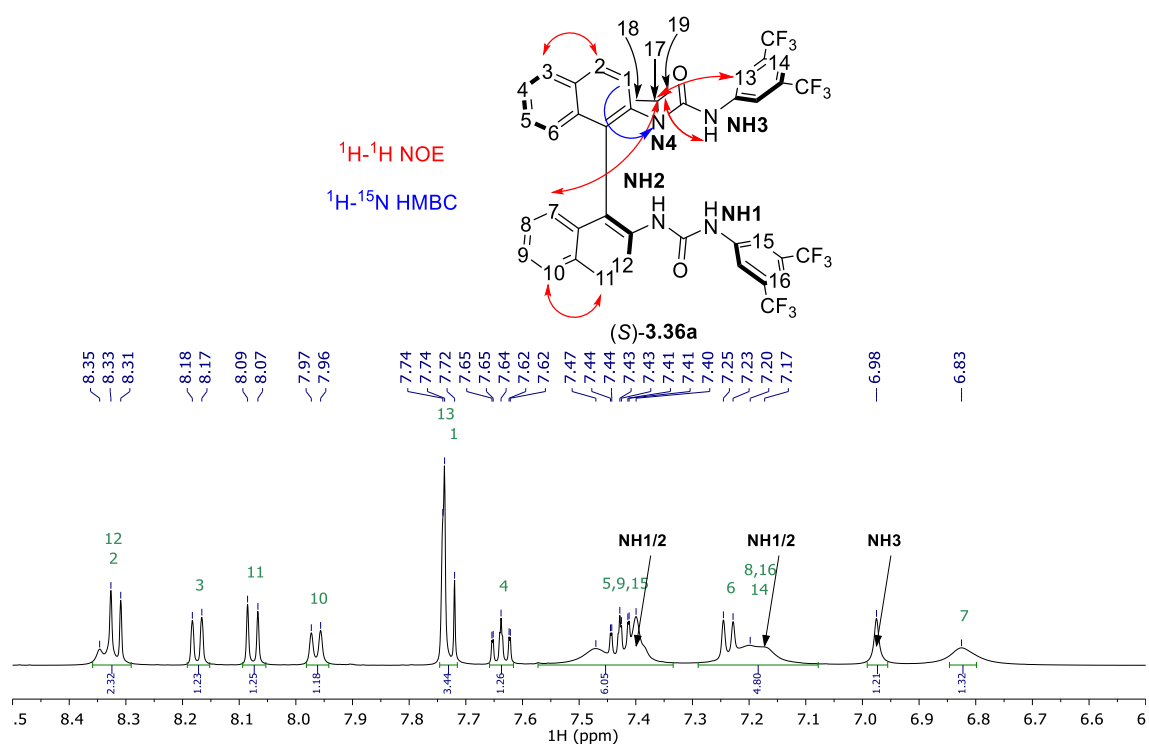 18 19
17
CF3
3 2 1 O 13 14
4 CF3
5 6 N N NH3
N4 H
1H-1H NOE
NH2
1H-15N HMBC
H H NH1
7 N N 15
8 CF3
9 12 O 16
10 11
CF3
(S)-3.36a
8.35 8.33 8.31 8.18 8.17 8.09 8.07 7.97 7.96 7.74 7.74 7.72 7.65 7.65 7.64 7.62 7.62 7.47 7.44 7.44 7.43 7.43 7.41 7.41 7.40 7.25 7.23 7.20 7.17 6.98 6.83
13
1
12 NH1/2 NH1/2 NH3
2
3 11 10 4 5,9,15 6 8,16
14
7
2.32 1.23 1.25 1.18 3.44 1.26 6.05 4.80 1.21 1.32
.5 8.4 8.3 8.2 8.1 8.0 7.9 7.8 7.7 7.6 7.5 7.4 7.3 7.2 7.1 7.0 6.9 6.8 6.7 6.6 6
1H (ppm)